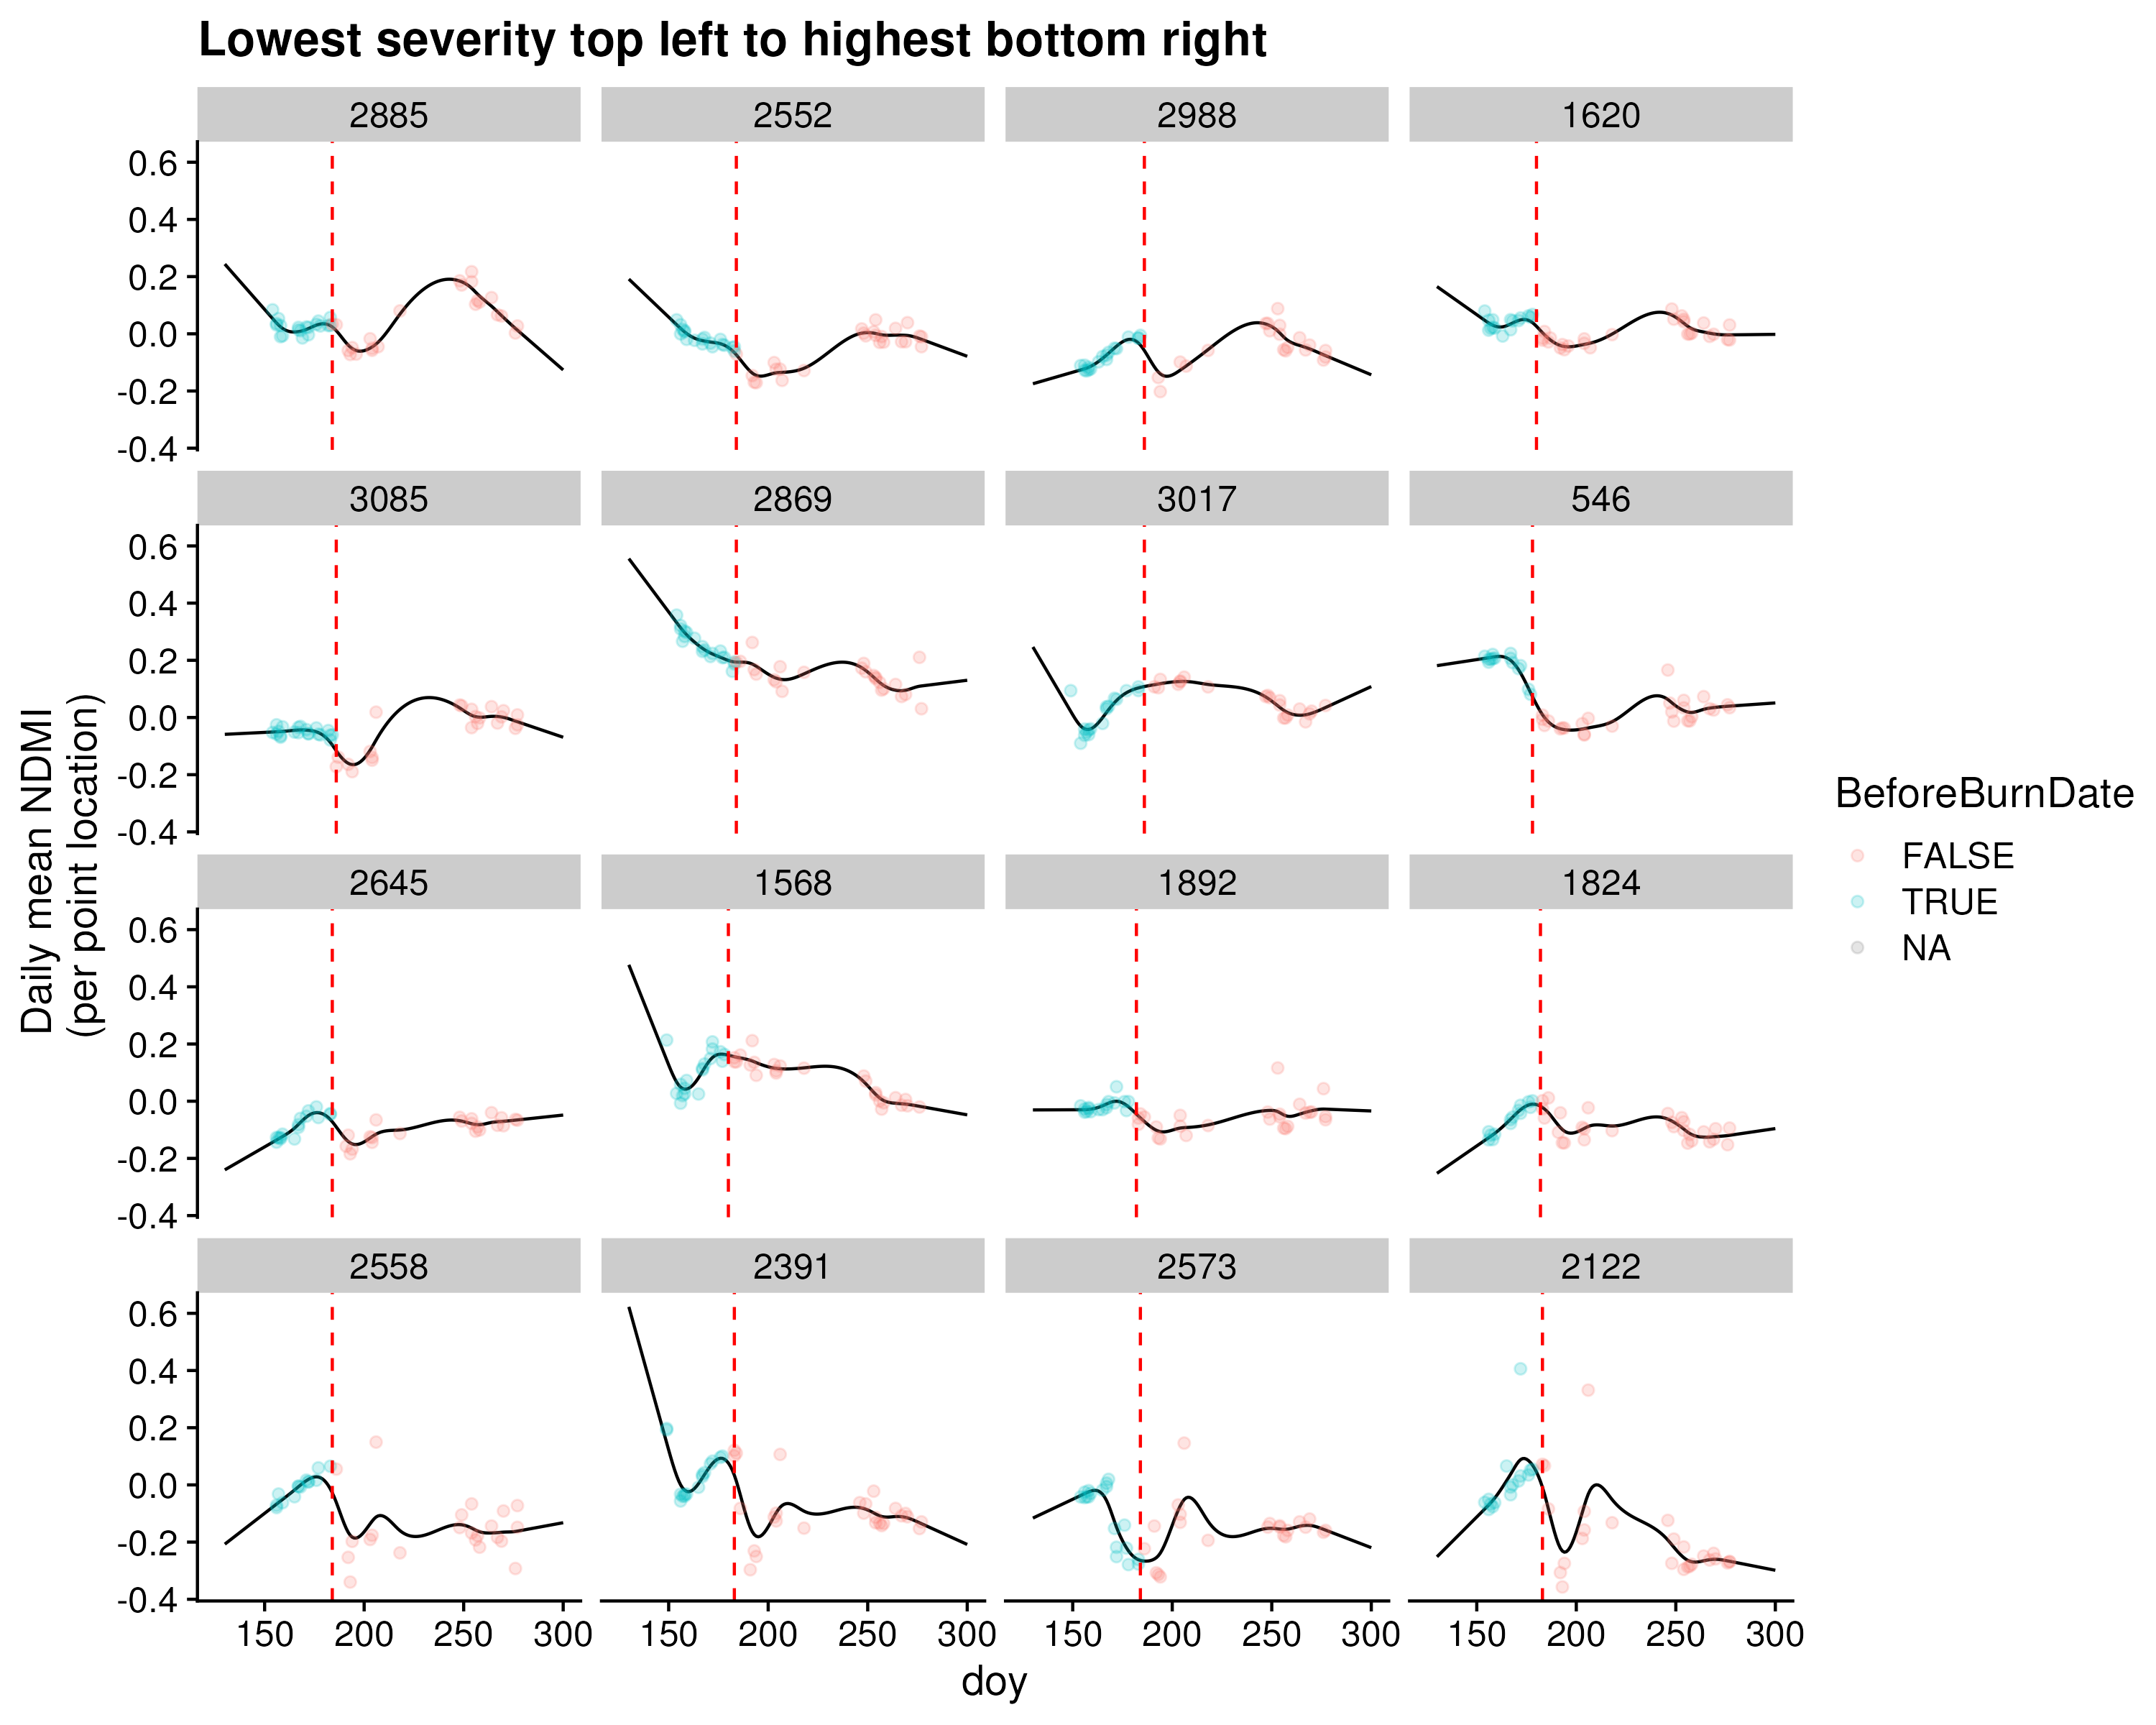 Lowest severity top left to highest bottom right
2885 2552 2988 1620
0.6
0.4
0.2
0.0
-0.2
-0.4
3085 2869 3017 546
0.6
0.4
0.2
0.0
-0.2
-0.4
2645 1568 1892 1824
0.6
0.4
0.2
0.0
-0.2
-0.4
2558 2391 2573 2122
0.6
0.4
0.2
0.0
-0.2
-0.4
150 200 250 300 150 200 250 300 150 200 250 300 150 200 250 300
doy
Daily mean NDMI
(per point location)
BeforeBurnDate
FALSE
TRUE
NA